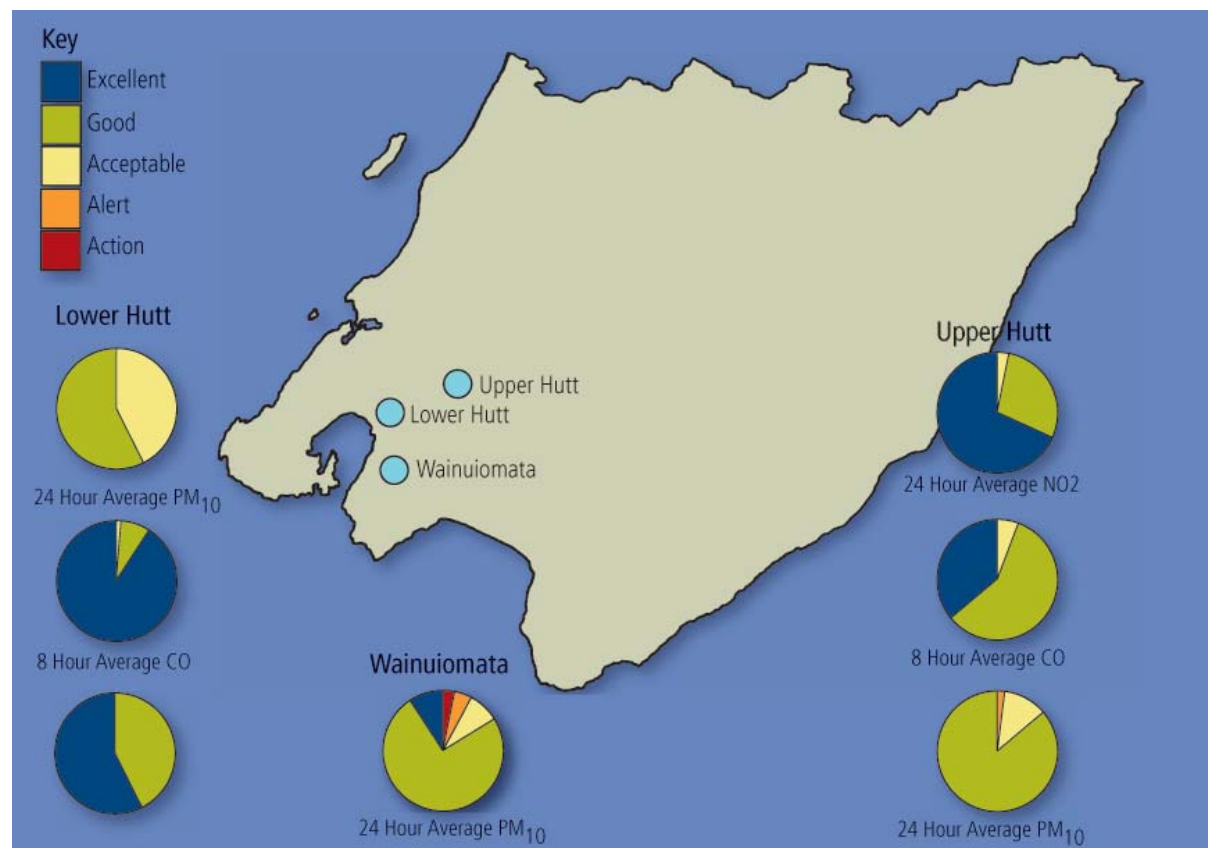 Key
Excellent
Good
Acceptable
Alert
Action
Lower Hutt
24 Hour Average PM10
8 Hour Average CO
Upper Hutt
Lower Hutt
Wainuiomata
Wainuiomata
24 Hour Average PM10
Upper Hutt
24 Hour Average NO2
8 Hour Average CO
24 Hour Average PM10